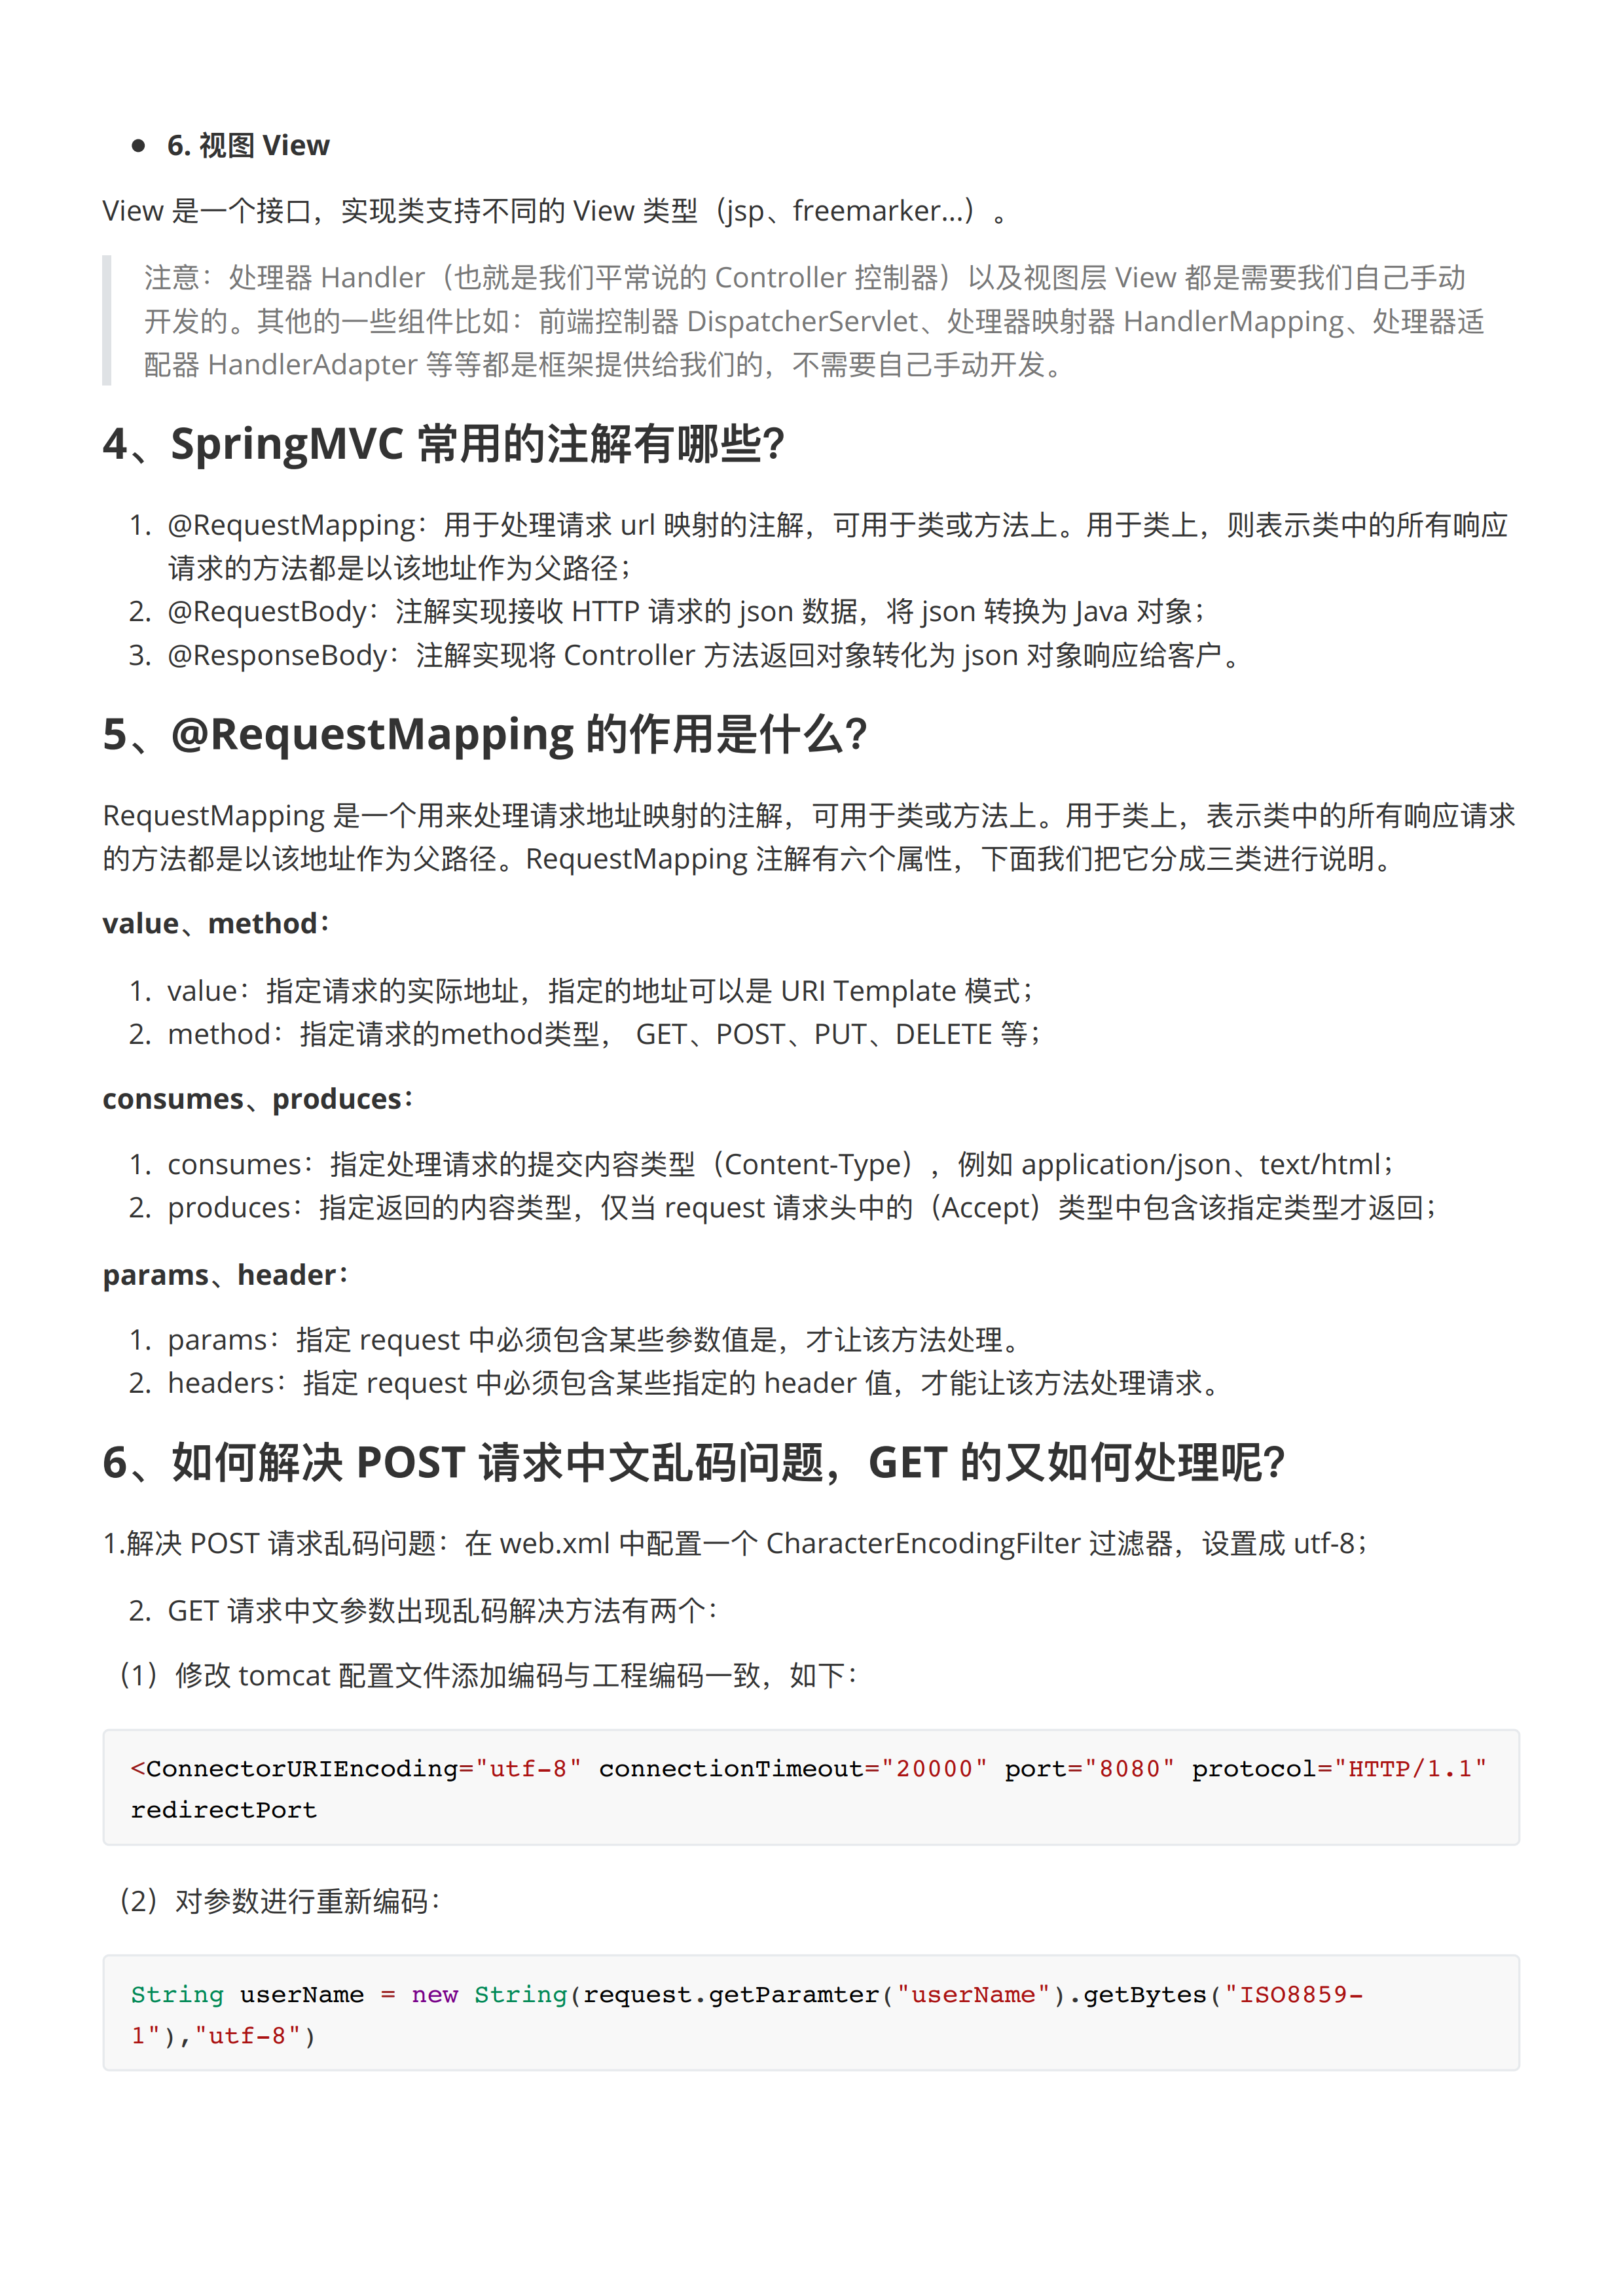 6. 视图 View
View 是一个接口，实现类支持不同的 View 类型（jsp、freemarker...）。
注意：处理器 Handler（也就是我们平常说的 Controller 控制器）以及视图层 View 都是需要我们自己手动
开发的。其他的一些组件比如：前端控制器 DispatcherServlet、处理器映射器 HandlerMapping、处理器适
配器 HandlerAdapter 等等都是框架提供给我们的，不需要自己手动开发。
4、SpringMVC 常用的注解有哪些？
1. @RequestMapping：用于处理请求 url 映射的注解，可用于类或方法上。用于类上，则表示类中的所有响应
请求的方法都是以该地址作为父路径；
2. @RequestBody：注解实现接收 HTTP 请求的 json 数据，将 json 转换为 Java 对象；
3. @ResponseBody：注解实现将 Controller 方法返回对象转化为 json 对象响应给客户。
5、@RequestMapping 的作用是什么？
RequestMapping 是一个用来处理请求地址映射的注解，可用于类或方法上。用于类上，表示类中的所有响应请求
的方法都是以该地址作为父路径。RequestMapping 注解有六个属性，下面我们把它分成三类进行说明。
value、method：
1. value：指定请求的实际地址，指定的地址可以是 URI Template 模式；
2. method：指定请求的method类型， GET、POST、PUT、DELETE 等；
consumes、produces：
1. consumes：指定处理请求的提交内容类型（Content-Type），例如 application/json、text/html；
2. produces：指定返回的内容类型，仅当 request 请求头中的（Accept）类型中包含该指定类型才返回；
params、header：
1. params：指定 request 中必须包含某些参数值是，才让该方法处理。
2. headers：指定 request 中必须包含某些指定的 header 值，才能让该方法处理请求。
6、如何解决 POST 请求中文乱码问题，GET 的又如何处理呢？
1.解决 POST 请求乱码问题：在 web.xml 中配置一个 CharacterEncodingFilter 过滤器，设置成 utf-8；
2. GET 请求中文参数出现乱码解决方法有两个：
（1）修改 tomcat 配置文件添加编码与工程编码一致，如下：
<ConnectorURIEncoding="utf-8" connectionTimeout="20000" port="8080" protocol="HTTP/1.1"
redirectPort
（2）对参数进行重新编码：
String userName = new String(request.getParamter("userName").getBytes("ISO8859-
1"),"utf-8")